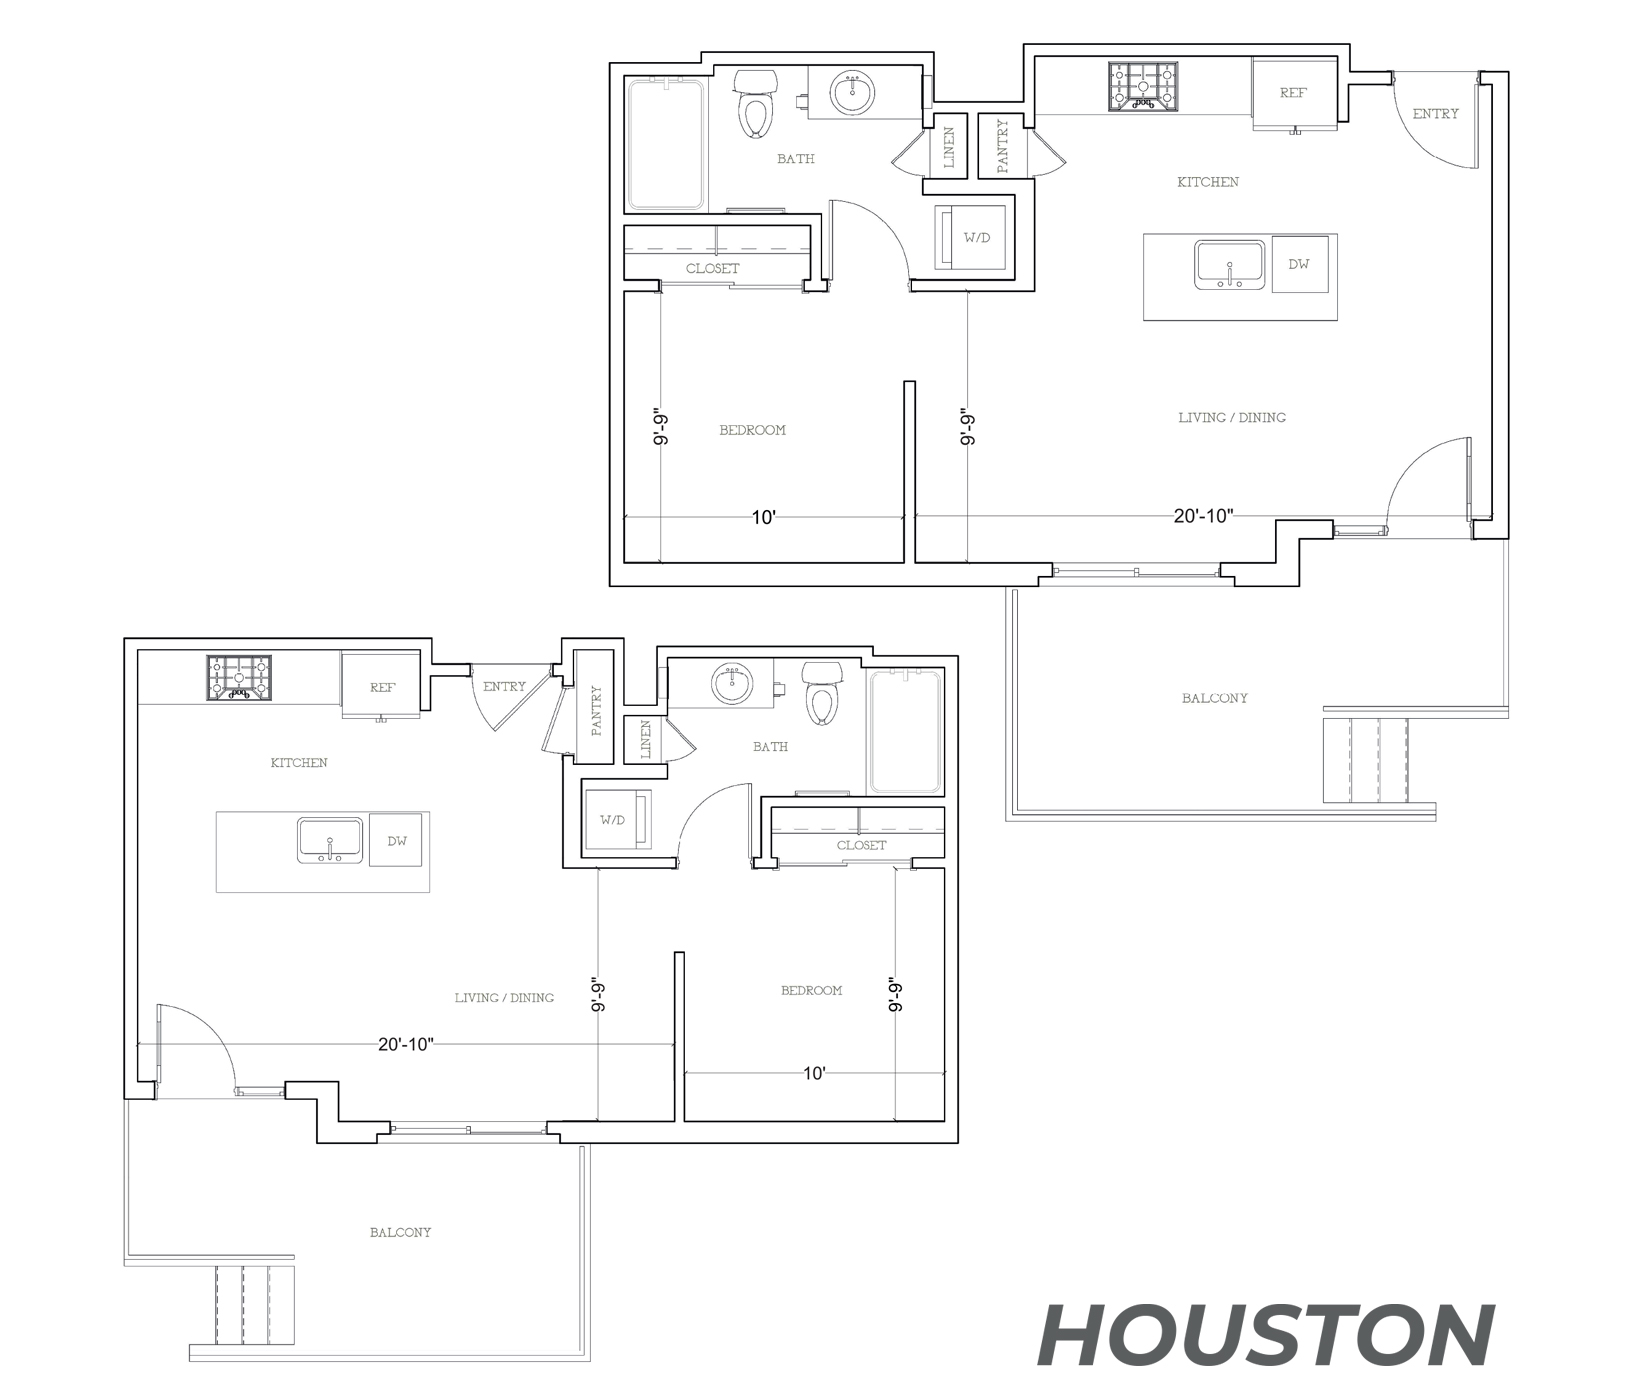 REF
ENTRY
LINEN
PANTRY
BATH
KITCHEN
W/D
CLOSET
DW
LIVING / DINING
BEDROOM
9'-9"
9'-9"
10'
20'-10"
BALCONY
REF
ENTRY
PANTRY
LINEN
BATH
KITCHEN
W/D
DW
CLOSET
LIVING / DINING
BEDROOM
9'-9"
9'-9"
20'-10"
10'
BALCONY
HOUSTON